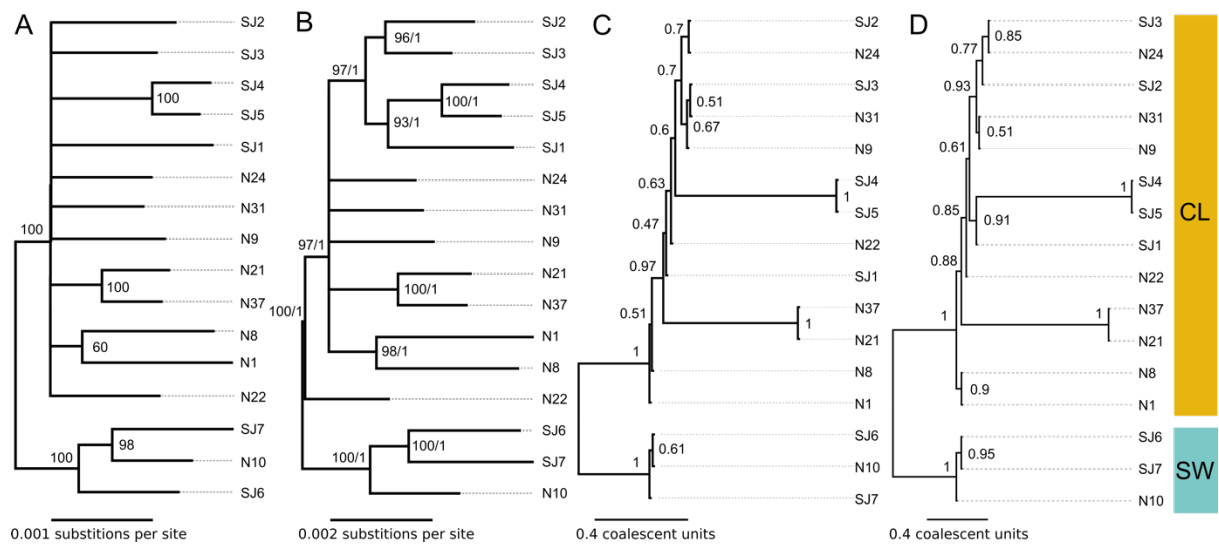 A
SJ2
SJ3
SJ4
100
SJ5
SJ1
N24
N31
100
N9
N21
100
N37
N8
60
N1
N22
SJ7
98
100
N10
SJ6
0.001 substitions per site
B
SJ2
96/1
SJ3
97/1
SJ4
100/1
SJ5
93/1
SJ1
N24
N31
97/1
N9
N21
100/1
N37
100/1
N1
98/1
N8
N22
SJ6
100/1
100/1
SJ7
N10
0.002 substitions per site
C
SJ2
0.7
N24
0.7
SJ3
0.51
N31
0.67
0.6
N9
SJ4
0.63
1
SJ5
0.47
N22
0.97
SJ1
N37
0.51
1
N21
1
N8
N1
SJ6
0.61
1
N10
SJ7
0.4 coalescent units
D
SJ3
0.85
0.77
N24
0.93
SJ2
N31
0.51
0.61
N9
SJ4
1
0.85
SJ5
0.91
SJ1
0.88
N22
N37
1
1
N21
N8
0.9
N1
SJ6
0.95
1
SJ7
N10
0.4 coalescent units
CL
SW